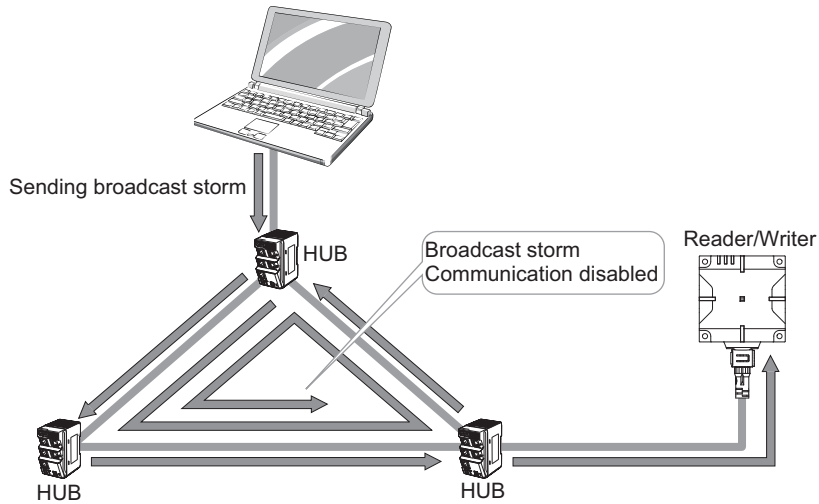 Sending broadcast storm
HUB
Broadcast storm
Communication disabled
Reader/Writer
HUB
HUB